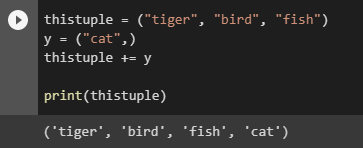 thistuple = ("tiger", "bird", "fish")
y = ("cat",)
thistuple += y
print(thistuple)
('tiger', 'bird', 'fish', 'cat')